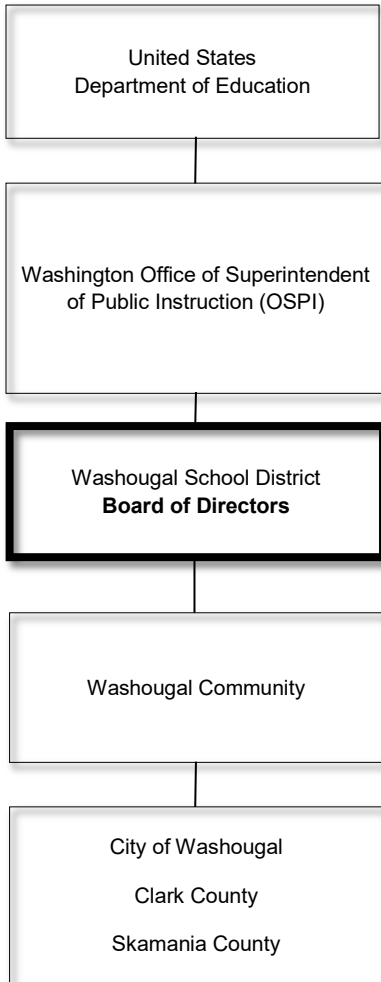 United States
Department of Education
Washington Office of Superintendent
of Public Instruction (OSPI)
Washougal School District
Board of Directors
Washougal Community
City of Washougal
Clark County
Skamania County